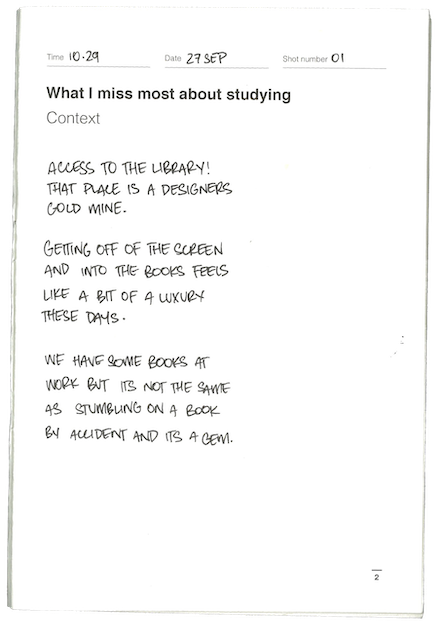 Time 10.29 Date 27 SEP Shot number 01
What I miss most about studying
Context
ACCESS TO THE LIBRARY!
THAT PLACE IS A DESIGNERS
GOLD MINE.
GETTING OFF OF THE SCREEN
AND INTO THE BOOKS FEELS
LIKE A BIT OF A LUXURY
THESE DAYS.
WE HAVE SOME BOOKS AT
WORK BUT ITS NOT THE SAME
AS STUMBLING ON A BOOK
BY ACCIDENT AND ITS A GEM.
2